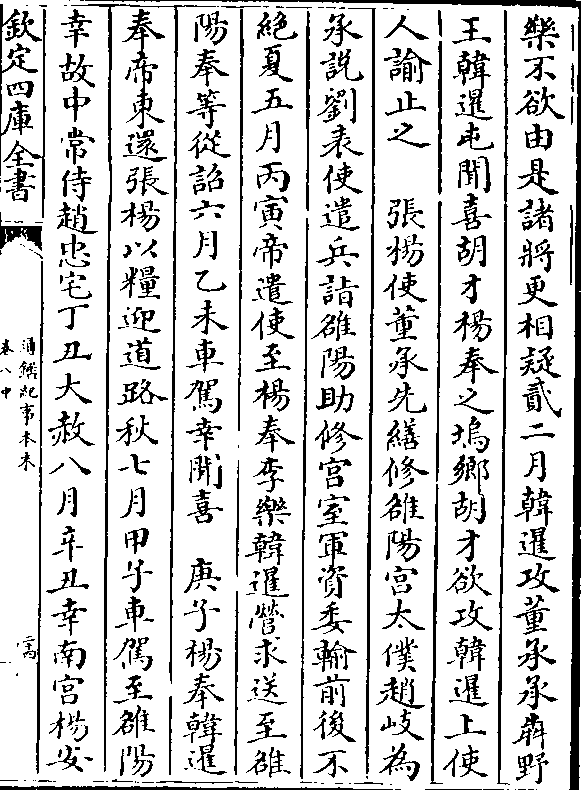 樂不欲由是諸將更相疑貳二月韓暹攻董承承犇野
王韓暹屯聞喜胡才楊奉之塢鄉胡才欲攻韓暹上使
人諭止之　張楊使董承先繕修雒陽宫太僕趙岐為
承説劉表使遣兵詣雒陽助修宫室軍資委輸前後不
絶夏五月丙寅帝遣使至楊奉李樂韓暹營求送至雒
陽奉等從詔六月乙未車駕幸聞喜　庚子楊奉韓暹
奉帝東還張楊以糧迎道路秋七月甲子車駕至雒陽
幸故中常侍趙忠宅丁丑大赦八月辛丑幸南宫楊安
欽定四庫全書
通鑑紀事本末
卷八中